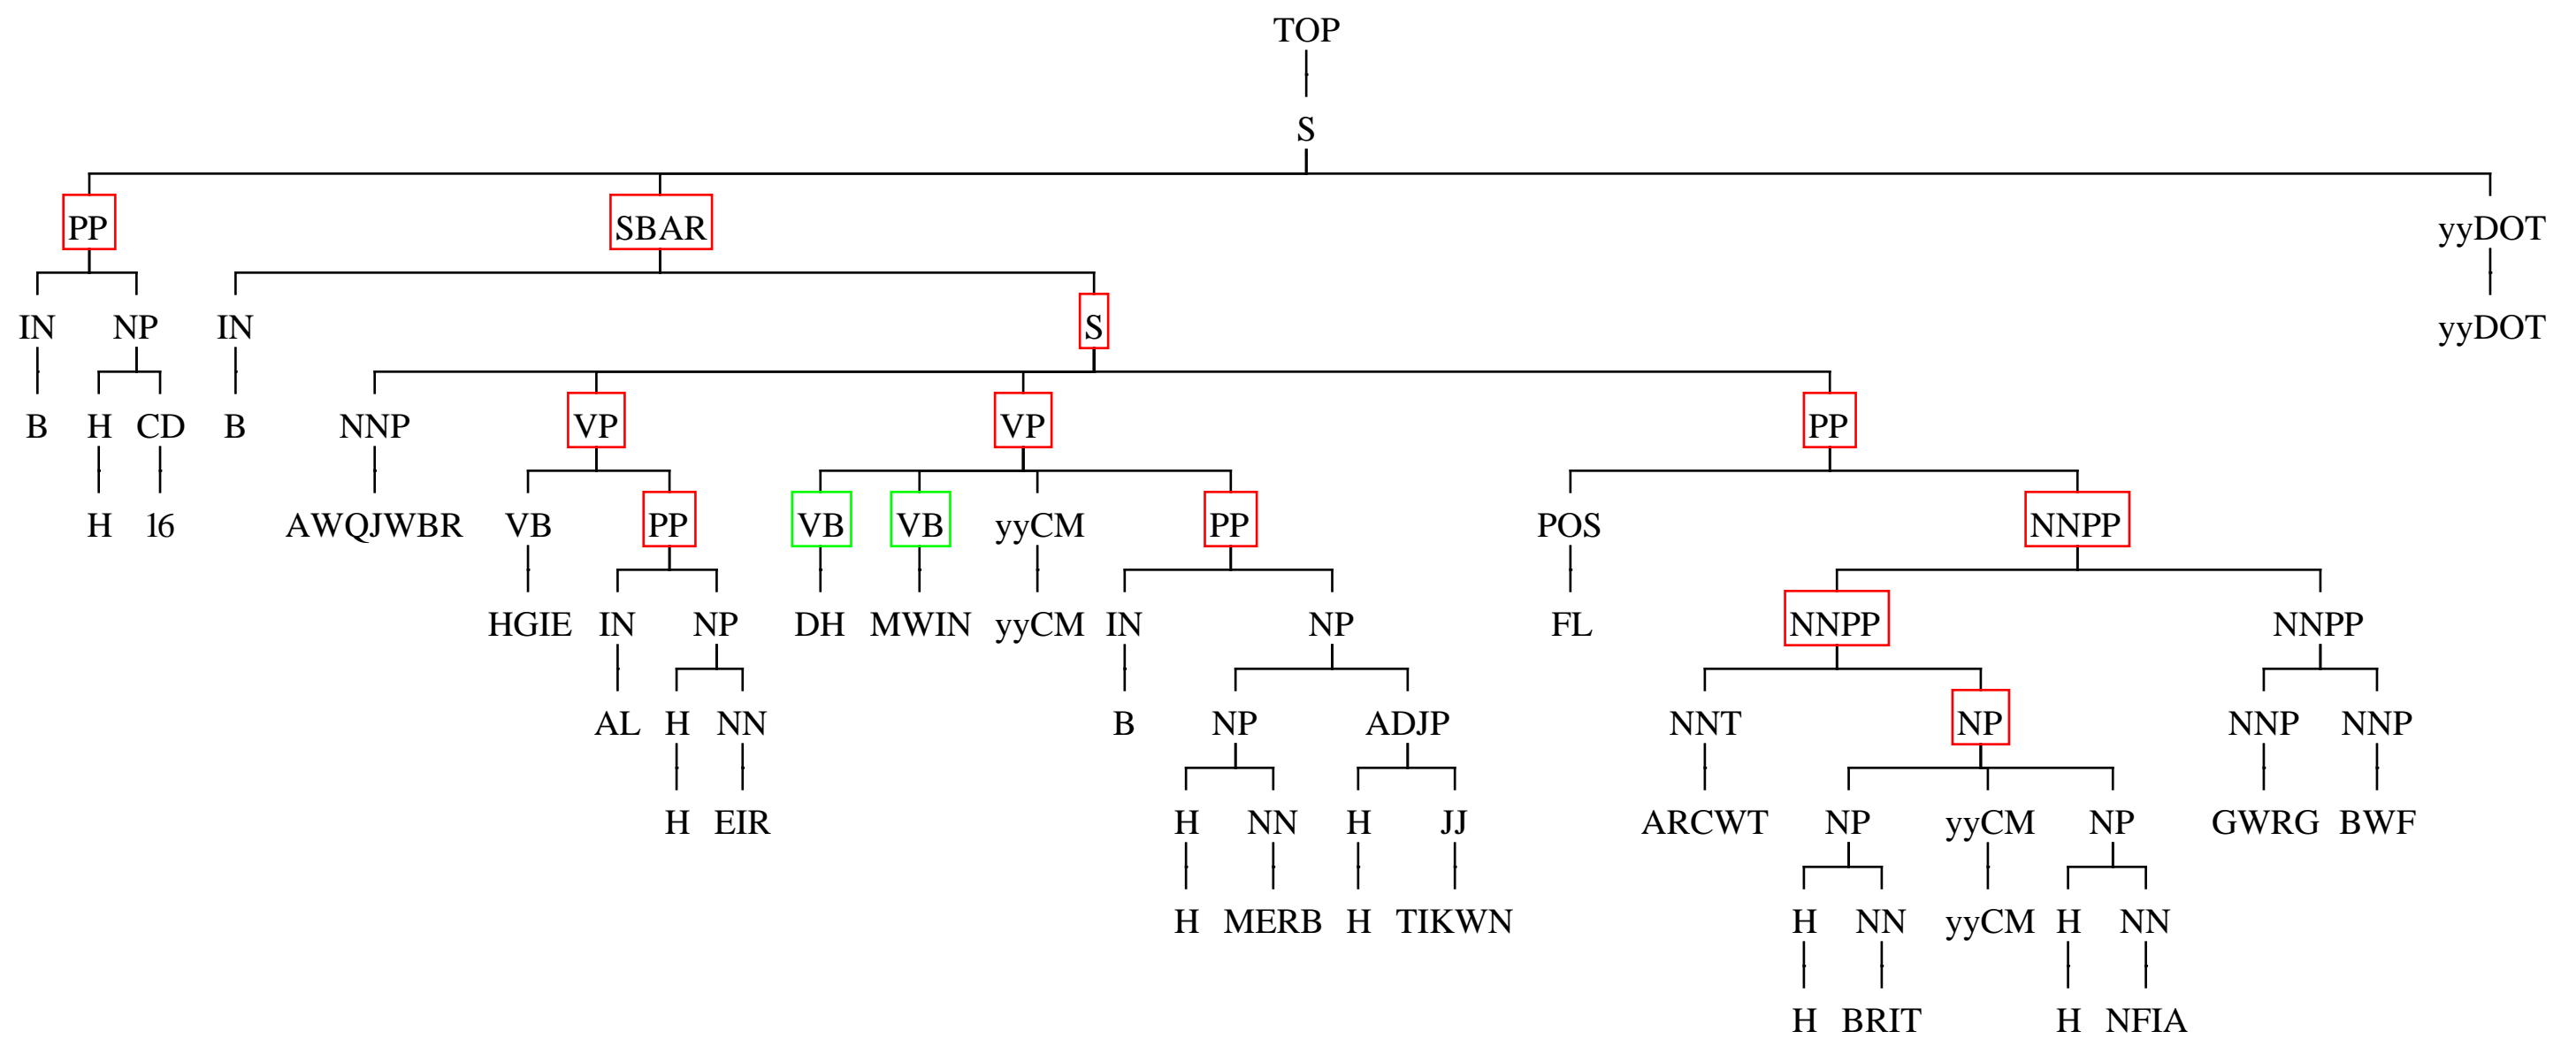 TOP
S
PP SBAR yyDOT
IN NP IN S yyDOT
B H CD B NNP VP VP PP
H 16 AWQJWBR VB PP VB VB yyCM PP POS NNPP
HGIE IN NP DH MWIN yyCM IN NP FL NNPP NNPP
AL H NN B NP ADJP NNT NP NNP NNP
H EIR H NN H JJ ARCWT NP yyCM NP GWRG BWF
H MERB H TIKWN H NN yyCM H NN
H BRIT H NFIA